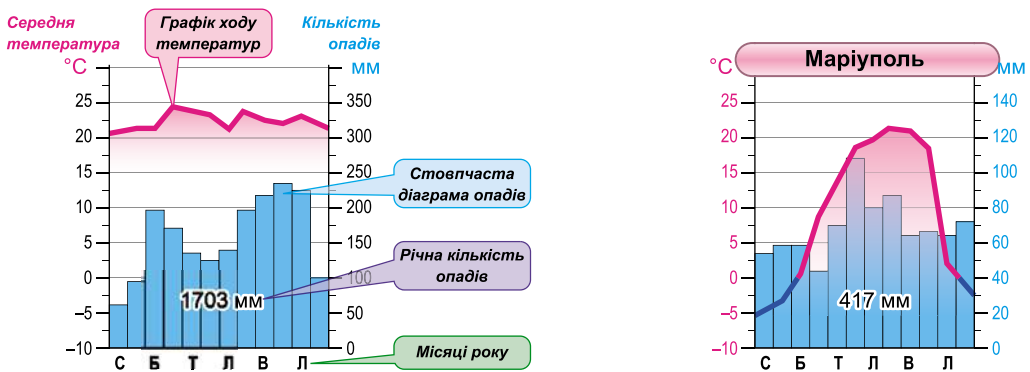 Середня температура
Графік ходу температур
Кількість опадів
°C
мм
25
20
15
10
5
0
–5
–10
350
300
250
200
150
100
50
0
Стовпчаста діаграма опадів
Річна кількість опадів
1703 мм
С Б Т Л В Л
Місяці року
Маріуполь
°C
мм
25
20
15
10
5
0
–5
–10
140
120
100
80
60
40
20
0
417 мм
С Б Т Л В Л